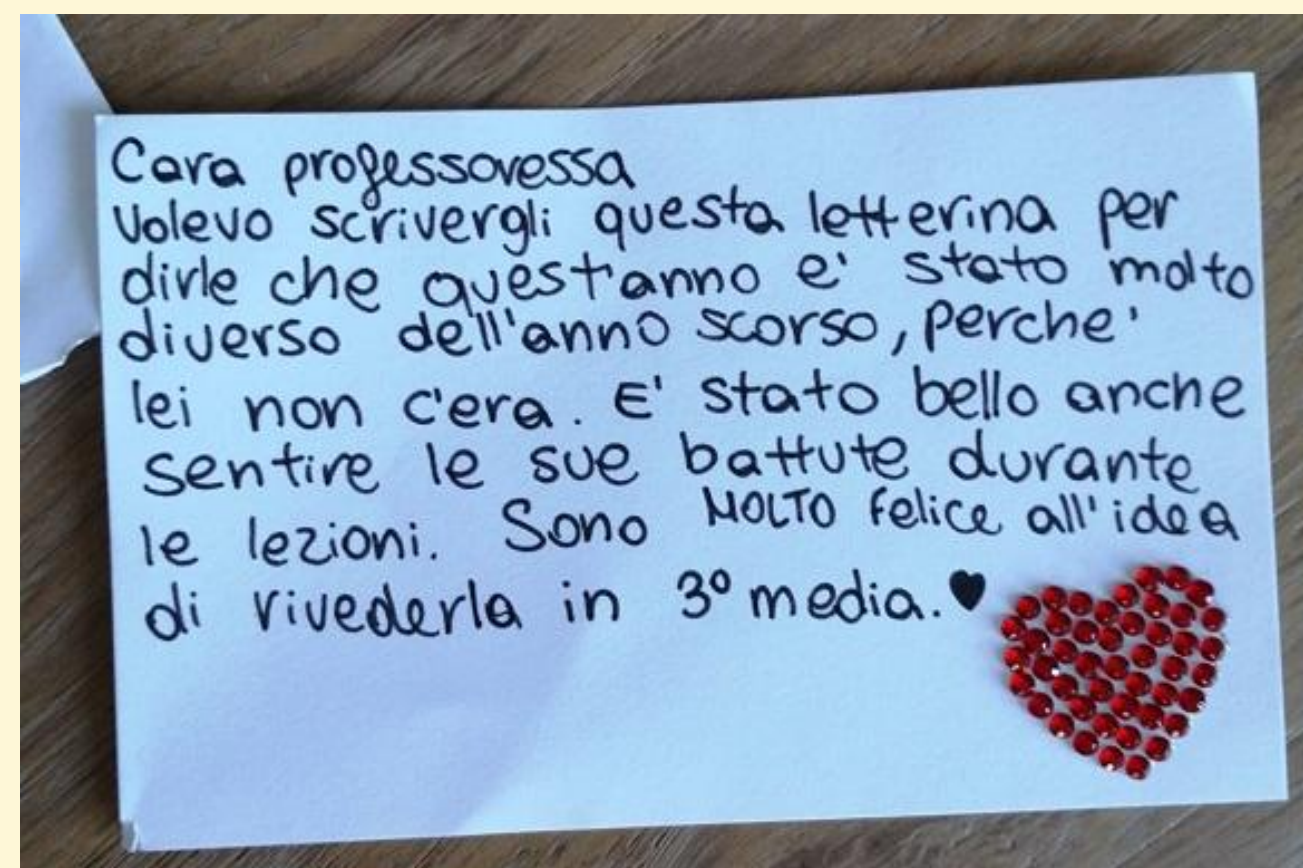 Cara professoressa
Volevo scrivergli questa letterina per
dirle che quest'anno e' stato molto
diverso dell'anno scorso, perche'
lei non c'era. E' stato bello anche
sentire le sue battute durante
le lezioni. Sono MOLTO felice all'idea
di rivederla in 3° media.♥